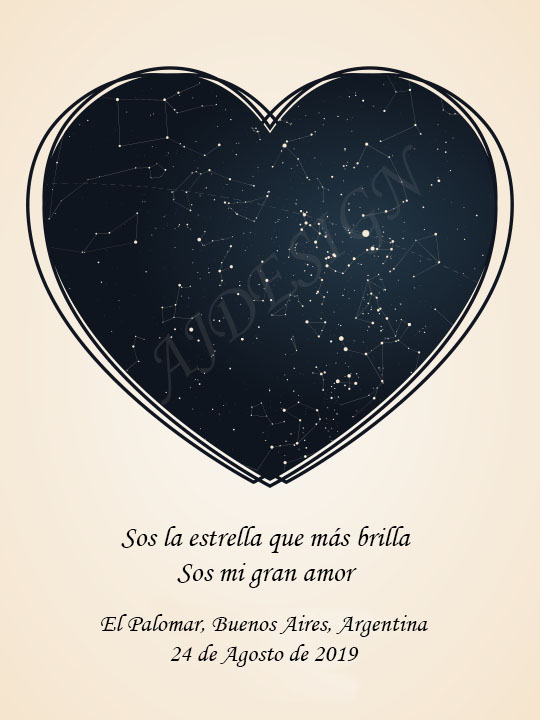 AJDESIGN
Sos la estrella que más brilla
Sos mi gran amor
El Palomar, Buenos Aires, Argentina
24 de Agosto de 2019